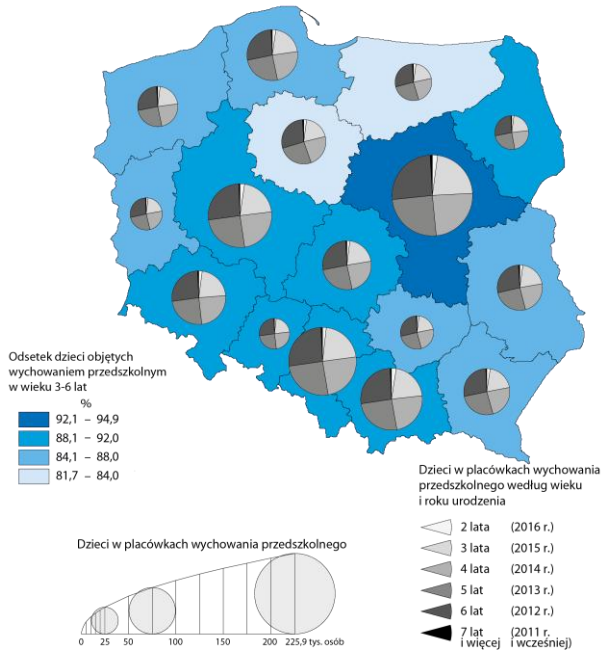 Odsetek dzieci objętych
wychowaniem przedszkolnym
w wieku 3-6 lat
%
92,1 – 94,9
88,1 – 92,0
84,1 – 88,0
81,7 – 84,0
Dzieci w placówkach wychowania
przedszkolnego według wieku
i roku urodzenia
2 lata (2016 r.)
3 lata (2015 r.)
4 lata (2014 r.)
5 lat (2013 r.)
6 lat (2012 r.)
7 lat (2011 r.
i więcej i wcześniej)
Dzieci w placówkach wychowania przedszkolnego
0 25 50 100 150 200 225,9 tys. osób